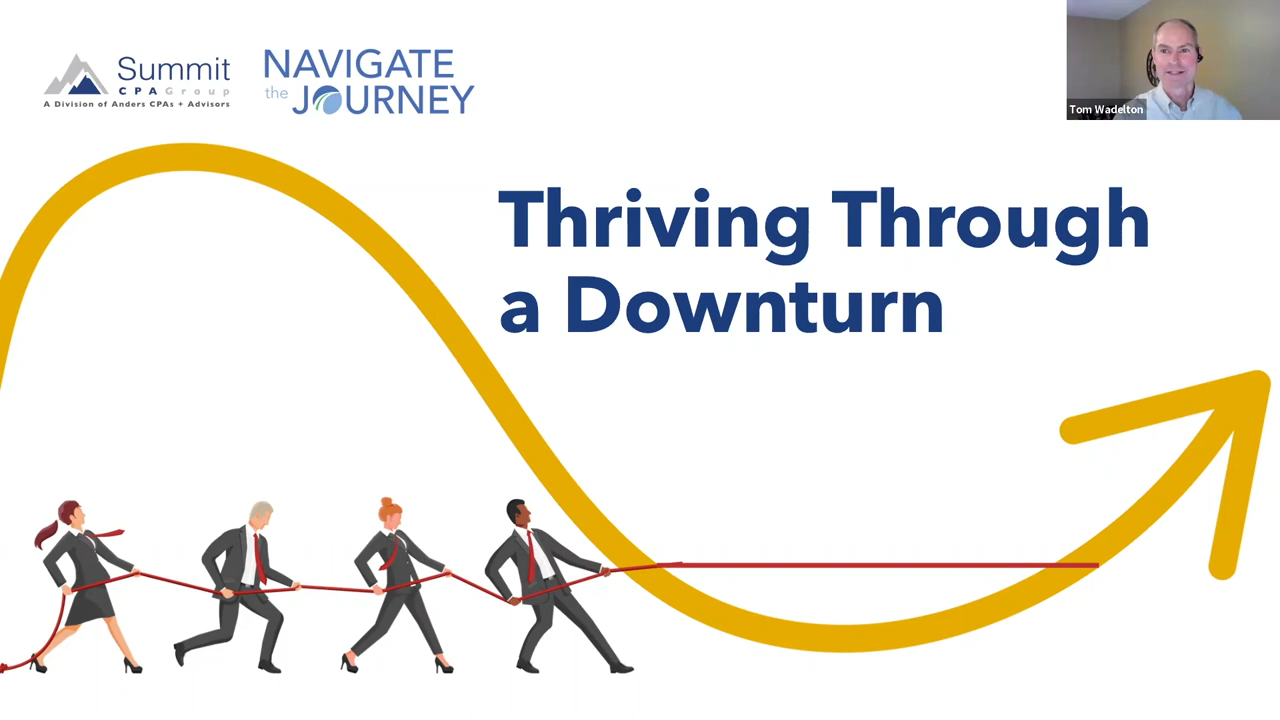 Summit
CPA Group
A Division of Anders CPAs + Advisors
NAVIGATE
the JOURNEY
Tom Wadelton
Thriving Through
a Downturn